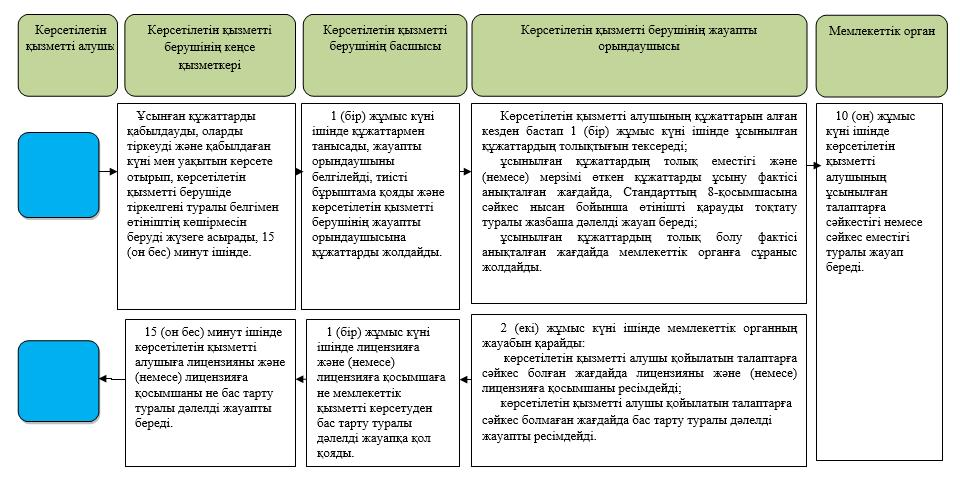 Көрсетілетін
қызметті алушы
Көрсетілетін қызметті
берушінің кеңсе
қызметкері
Көрсетілетін қызметті
берушінің басшысы
Көрсетілетін қызметті берушінің жауапты
орындаушысы
Мемлекеттік орган
Ұсынған құжаттарды
қабылдауды, оларды
тіркеуді және қабылдаған
күні мен уақытын көрсете
отырып, көрсетілетін
қызметті берушіде
тіркелгені туралы белгімен
өтініштің көшірмесін
беруді жүзеге асырады, 15
(он бес) минут ішінде.
1 (бір) жұмыс күні
ішінде құжаттармен
танысады, жауапты
орындаушыны
белгілейді, тиісті
бұрыштама қояды және
көрсетілетін қызметті
берушінің жауапты
орындаушысына
құжаттарды жолдайды.
Көрсетілетін қызметті алушының құжаттарын алған
кезден бастап 1 (бір) жұмыс күні ішінде ұсынылған
құжаттардың толықтығын тексереді;
ұсынылған құжаттардың толық еместігі және
(немесе) мерзімі өткен құжаттарды ұсыну фактісі
анықталған жағдайда, Стандарттың 8-қосымшасына
сәйкес нысан бойынша өтінішті қарауды тоқтату
туралы жазбаша дәлелді жауап береді;
ұсынылған құжаттардың толық болу фактісі
анықталған жағдайда мемлекеттік органға сұраныс
жолдайды.
10 (он) жұмыс
күні ішінде
көрсетілетін
қызметті
алушының
ұсынылған
талаптарға
сәйкестігі немесе
сәйкес еместігі
туралы жауап
береді.
15 (он бес) минут ішінде
көрсетілетін қызметті
алушыға лицензияны және
(немесе) лицензияға
қосымшаны не бас тарту
туралы дәлелді жауапты
береді.
1 (бір) жұмыс күні
ішінде лицензияға
және (немесе)
лицензияға қосымшаға
не мемлекеттік
қызметті көрсетуден
бас тарту туралы
дәлелді жауапқа қол
қояды.
2 (екі) жұмыс күні ішінде мемлекеттік органның
жауабын қарайды:
көрсетілетін қызметті алушы қойылатын талаптарға
сәйкес болған жағдайда лицензияны және (немесе)
лицензияға қосымшаны ресімдейді;
көрсетілетін қызметті алушы қойылатын талаптарға
сәйкес болмаған жағдайда бас тарту туралы дәлелді
жауапты ресімдейді.